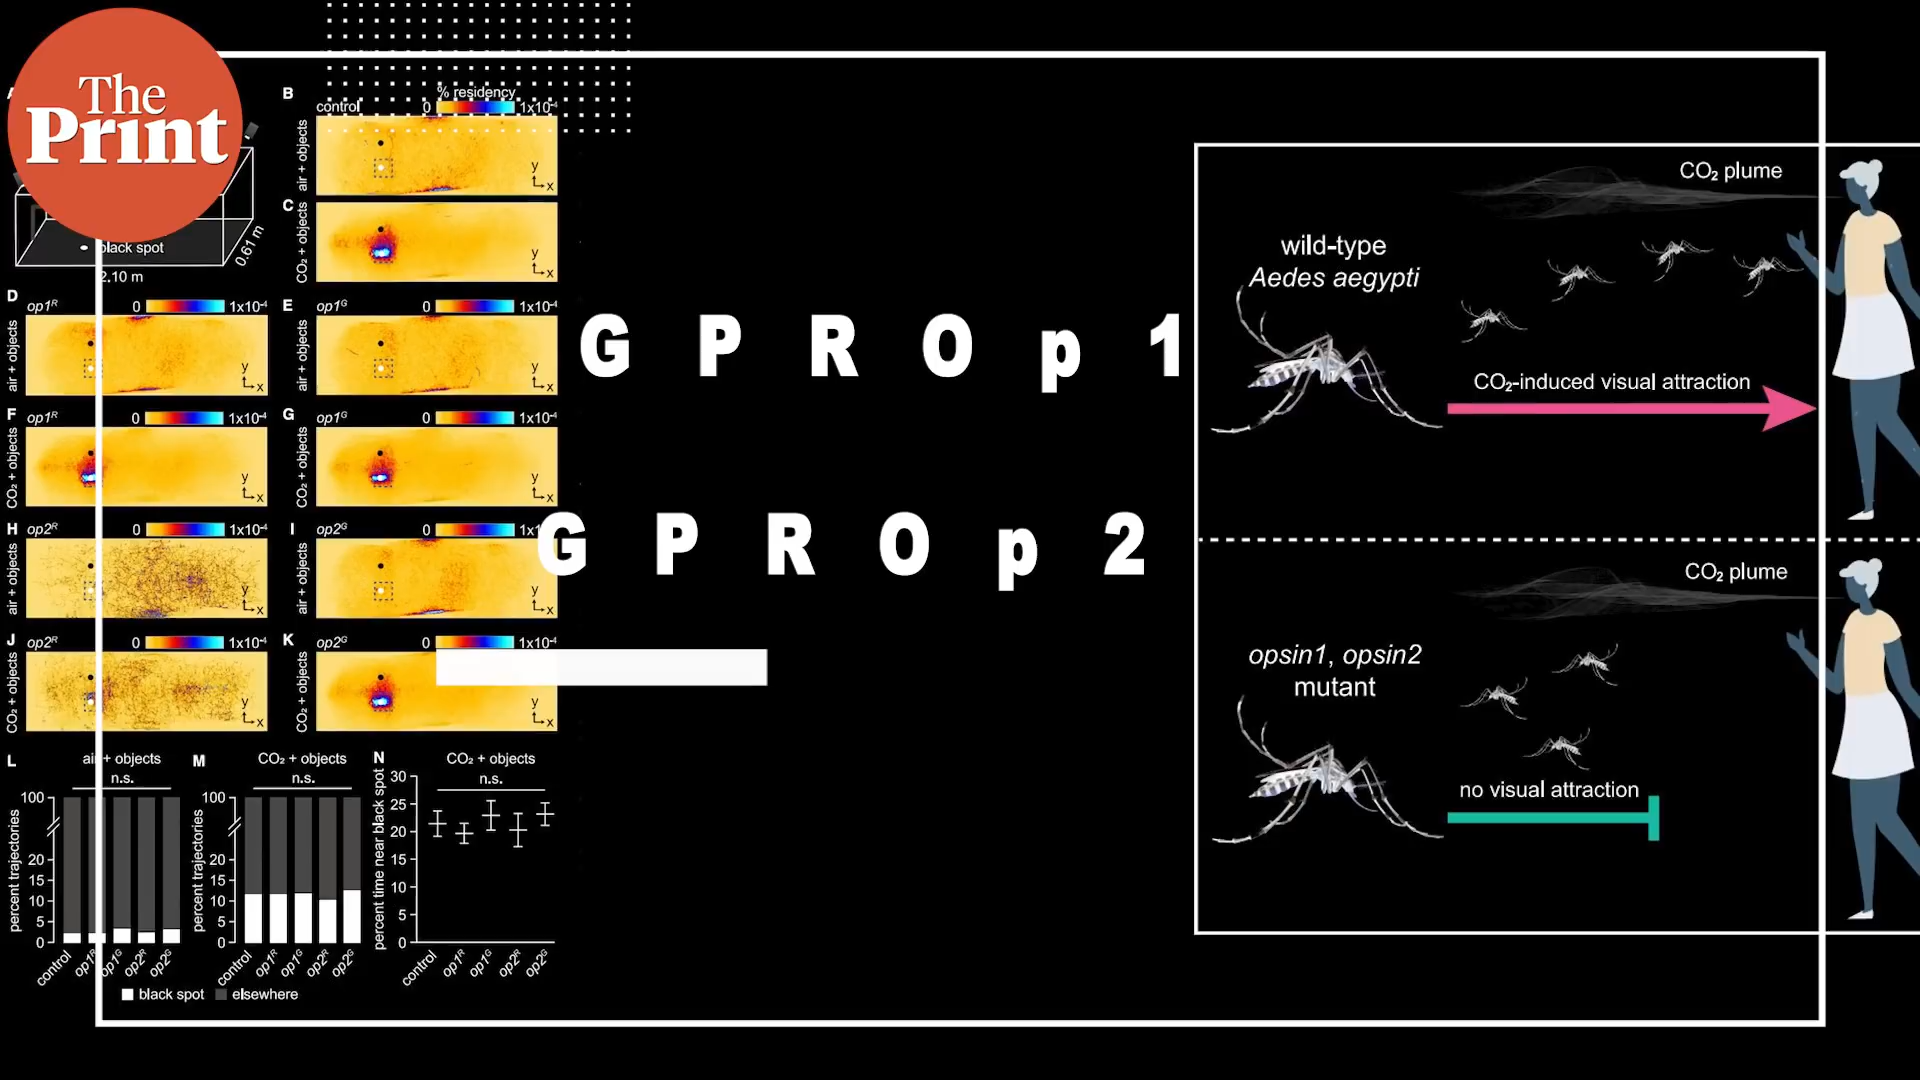 The
Print
black spot
2.10 m
0.61 m
B
control
% residency
0
1x10⁻⁴
air + objects
y
x
C
CO₂ + objects
y
x
D
op1ᴿ
0
1x10⁻⁴
air + objects
y
x
E
op1ᴳ
0
1x10⁻⁴
air + objects
y
x
F
op1ᴿ
0
1x10⁻⁴
CO₂ + objects
y
x
G
op1ᴳ
0
1x10⁻⁴
CO₂ + objects
y
x
H
op2ᴿ
0
1x10⁻⁴
air + objects
y
x
I
op2ᴳ
0
air + objects
y
x
J
op2ᴿ
0
1x10⁻⁴
CO₂ + objects
y
x
K
op2ᴳ
0
1x10⁻⁴
CO₂ + objects
y
x
L
air + objects
n.s.
percent trajectories
100
20
15
10
5
0
control
op1ᴿ
op1ᴳ
op2ᴿ
op2ᴳ
M
CO₂ + objects
n.s.
percent trajectories
100
20
15
10
5
0
control
op1ᴿ
op1ᴳ
op2ᴿ
op2ᴳ
black spot
elsewhere
N
CO₂ + objects
n.s.
percent time near black spot
30
25
20
15
10
5
0
control
op1ᴿ
op1ᴳ
op2ᴿ
op2ᴳ
GPROp1
GPROp2
CO₂ plume
wild-type
Aedes aegypti
CO₂-induced visual attraction
CO₂ plume
opsin1, opsin2
mutant
no visual attraction